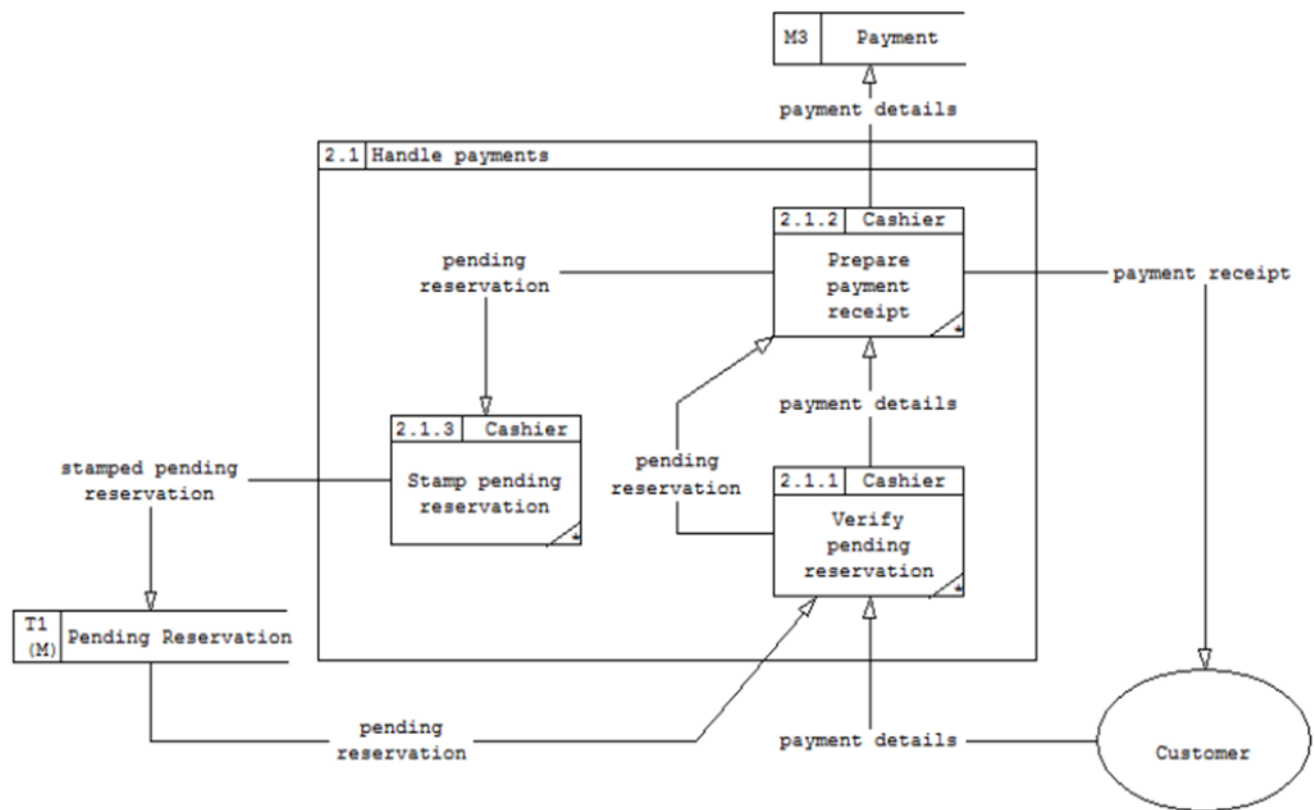 M3 Payment
payment details
2.1 Handle payments
2.1.2 Cashier
Prepare
payment
receipt
*
pending
reservation
payment receipt
payment details
2.1.3 Cashier
Stamp pending
reservation
*
stamped pending
reservation
pending
reservation
2.1.1 Cashier
Verify
pending
reservation
*
T1
(M)
Pending Reservation
pending
reservation
payment details
Customer